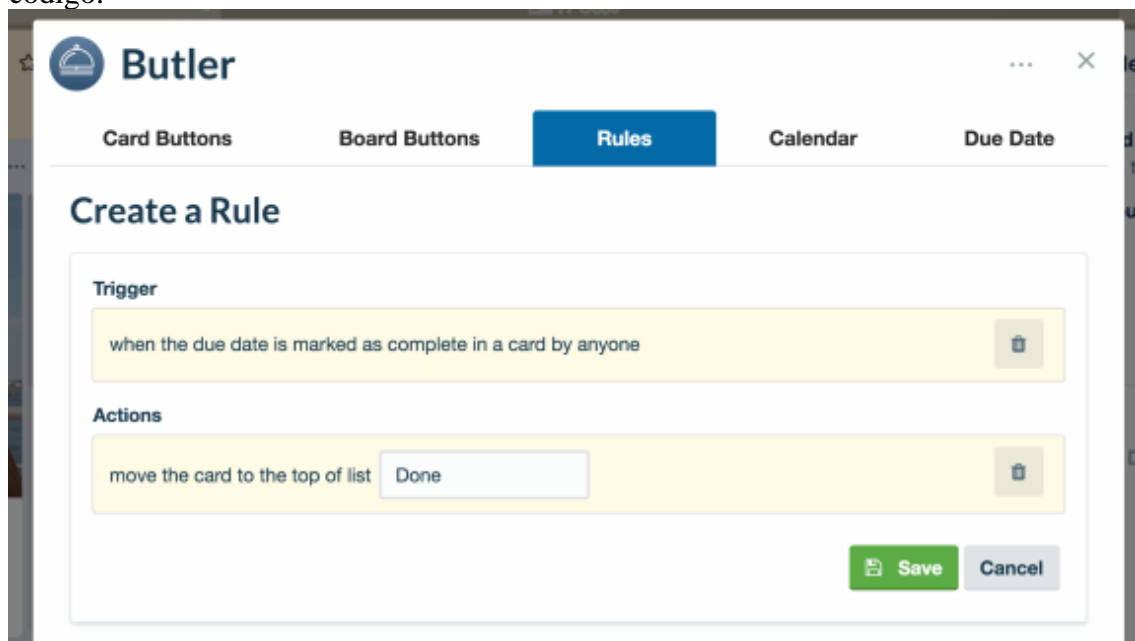 código.
Butler
Card Buttons Board Buttons Rules Calendar Due Date
Create a Rule
Trigger
when the due date is marked as complete in a card by anyone
Actions
move the card to the top of list Done
Save Cancel